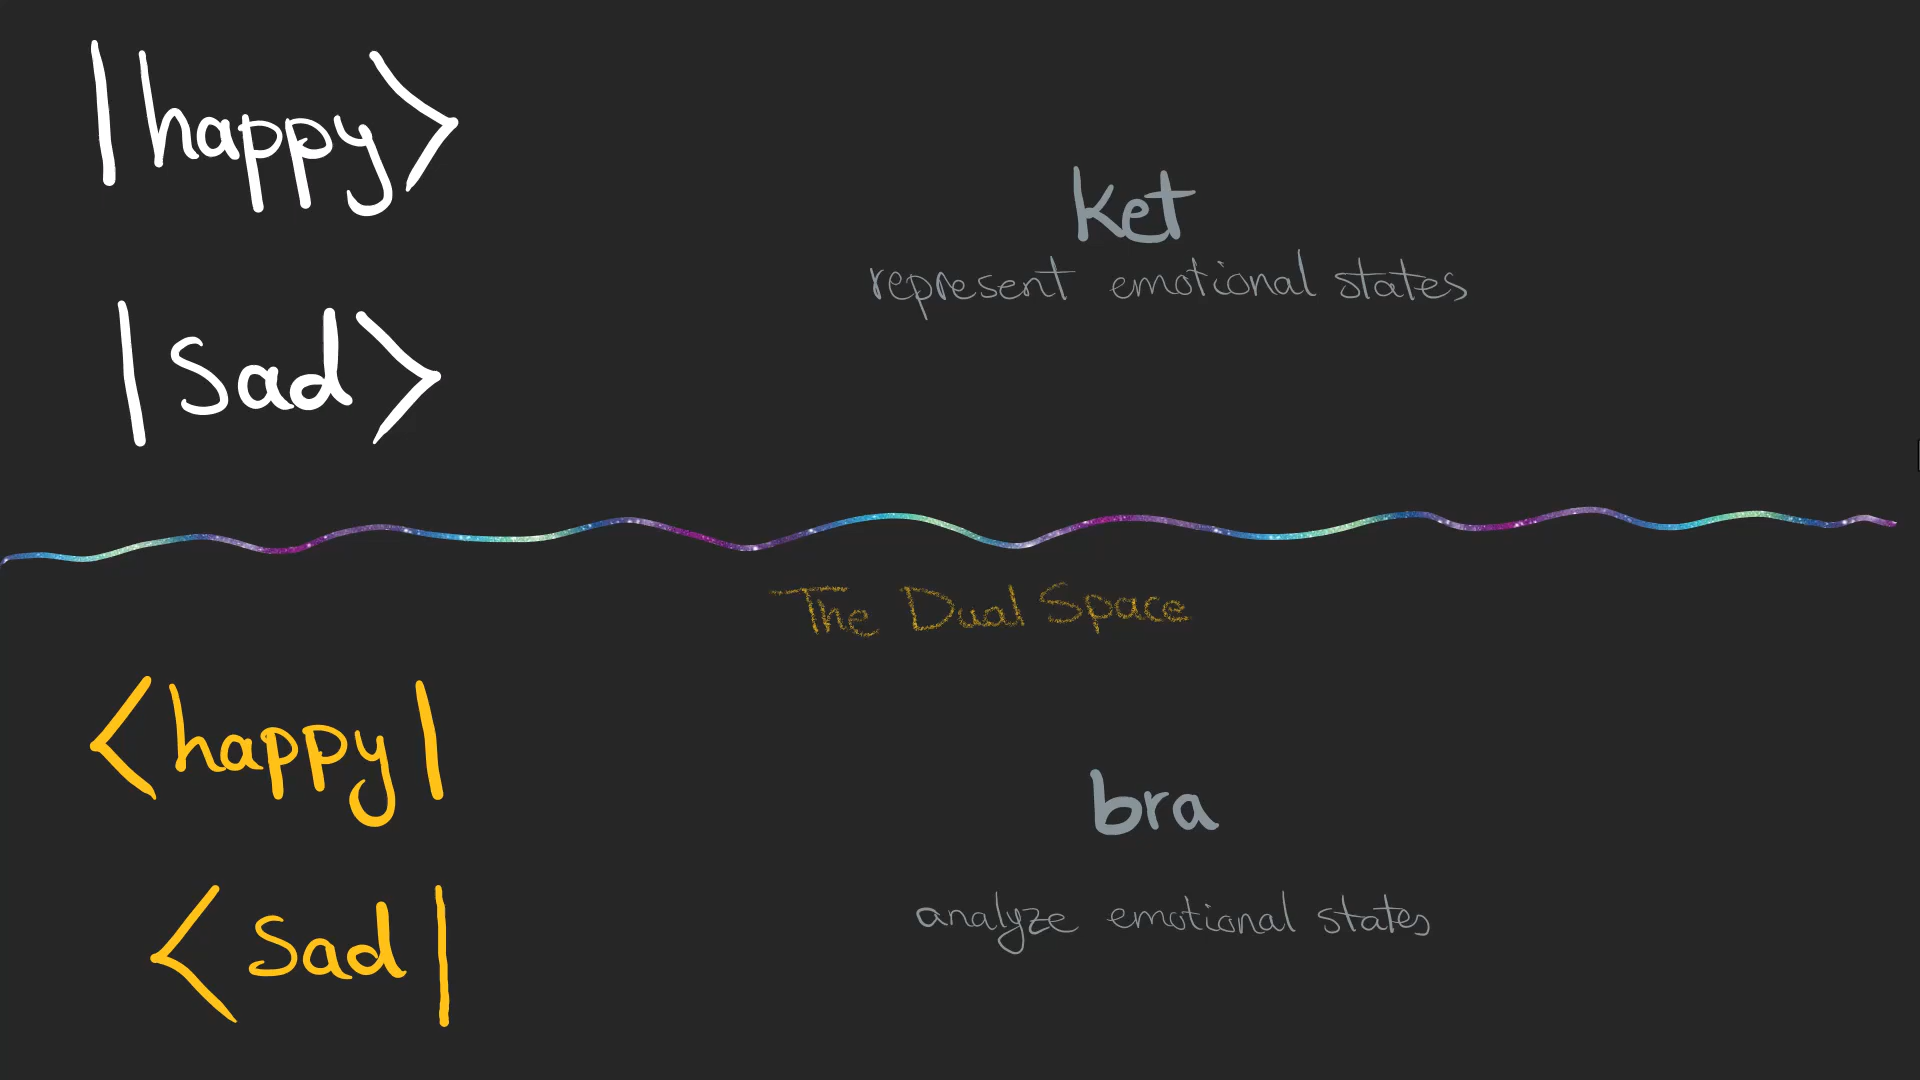 |happy>
ket
represent emotional states
|Sad>
The Dual Space
<happy|
bra
<Sad|
analyze emotional states